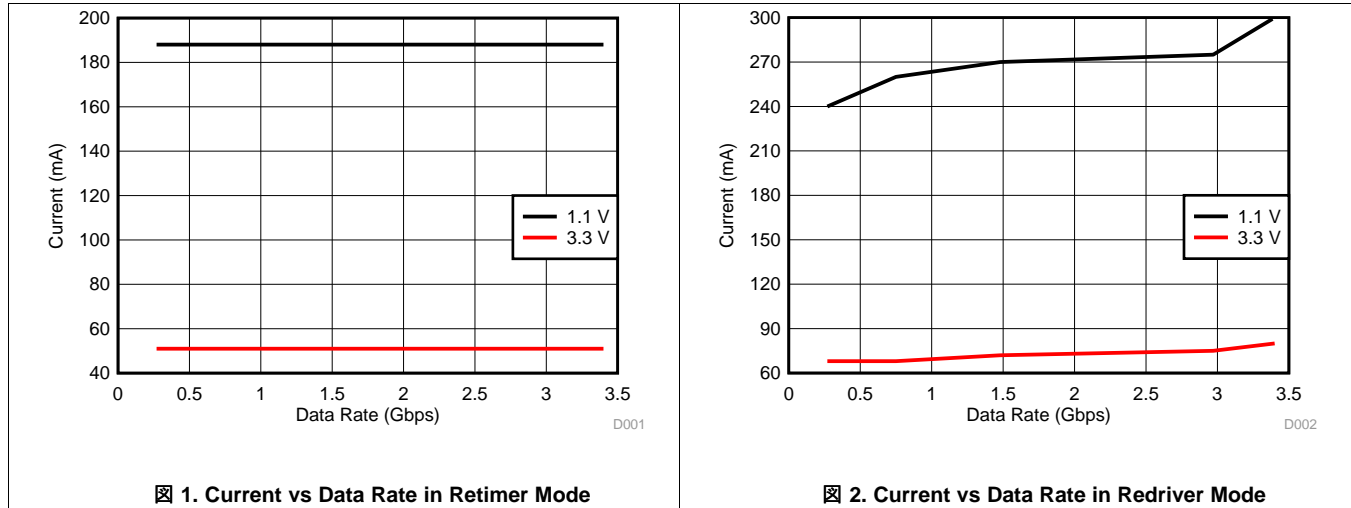 200
180
160
140
120
100
80
60
40
Current (mA)
1.1 V
3.3 V
0 0.5 1 1.5 2 2.5 3 3.5
Data Rate (Gbps)
D001
図 1. Current vs Data Rate in Retimer Mode
300
270
240
210
180
150
120
90
60
Current (mA)
1.1 V
3.3 V
0 0.5 1 1.5 2 2.5 3 3.5
Data Rate (Gbps)
D002
図 2. Current vs Data Rate in Redriver Mode